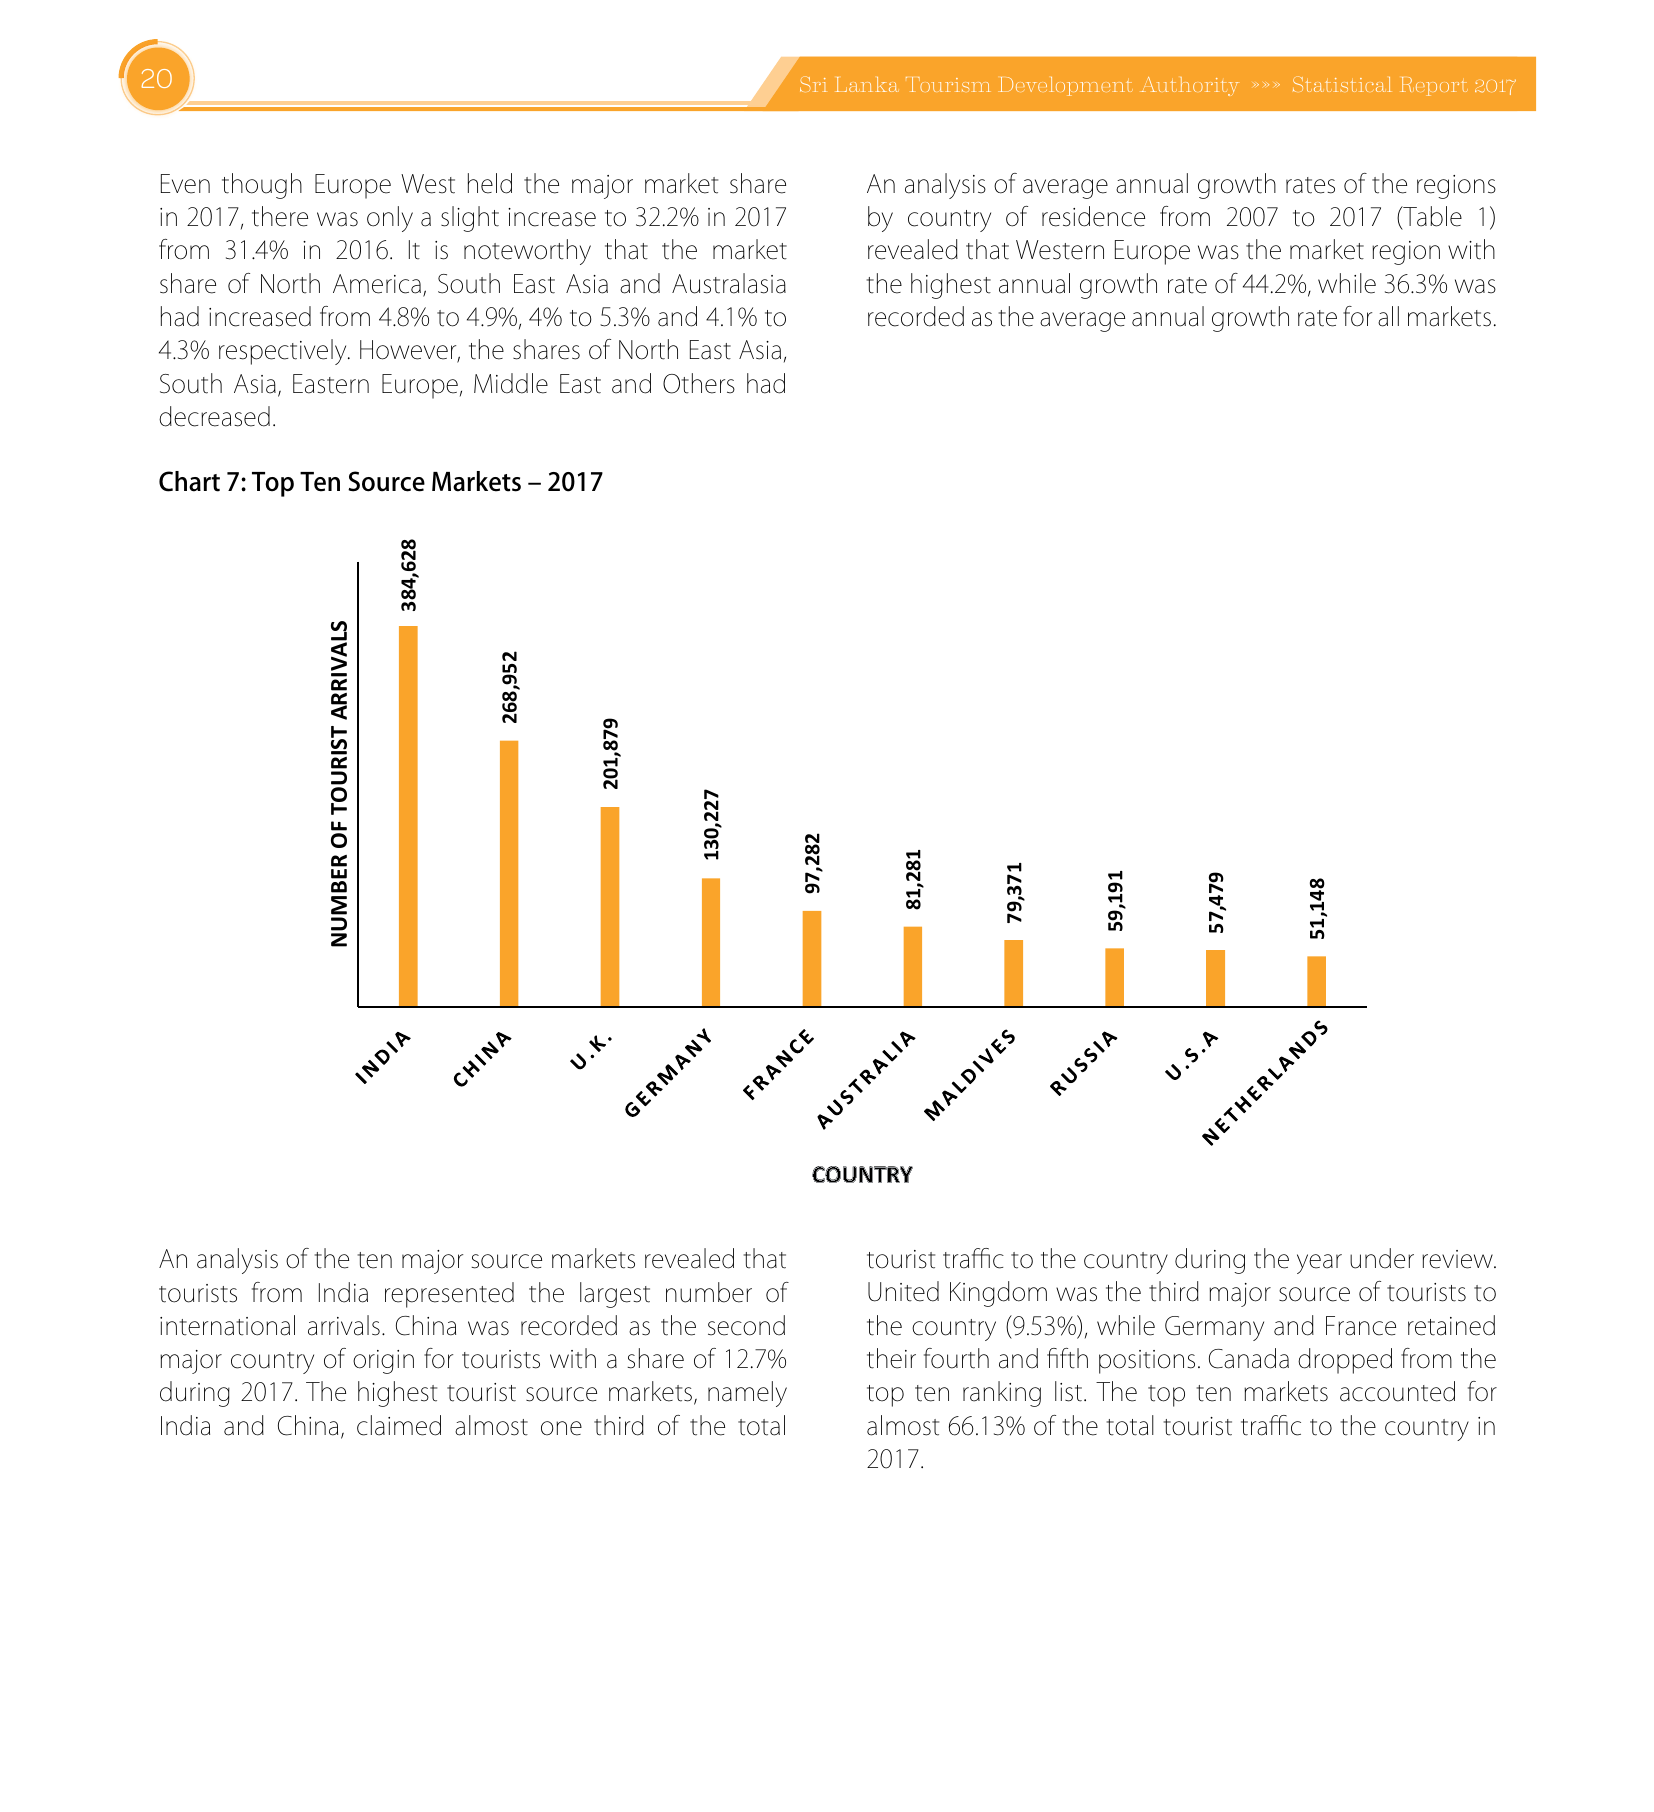 20
Sri Lanka Tourism Development Authority »»» Statistical Report 2017
Even though Europe West held the major market share
in 2017, there was only a slight increase to 32.2% in 2017
from 31.4% in 2016. It is noteworthy that the market
share of North America, South East Asia and Australasia
had increased from 4.8% to 4.9%, 4% to 5.3% and 4.1% to
4.3% respectively. However, the shares of North East Asia,
South Asia, Eastern Europe, Middle East and Others had
decreased.
An analysis of average annual growth rates of the regions
by country of residence from 2007 to 2017 (Table 1)
revealed that Western Europe was the market region with
the highest annual growth rate of 44.2%, while 36.3% was
recorded as the average annual growth rate for all markets.
Chart 7: Top Ten Source Markets – 2017
NUMBER OF TOURIST ARRIVALS
384,628
268,952
201,879
130,227
97,282
81,281
79,371
59,191
57,479
51,148
INDIA
CHINA
U.K.
GERMANY
FRANCE
AUSTRALIA
MALDIVES
RUSSIA
U.S.A
NETHERLANDS
COUNTRY
An analysis of the ten major source markets revealed that
tourists from India represented the largest number of
international arrivals. China was recorded as the second
major country of origin for tourists with a share of 12.7%
during 2017. The highest tourist source markets, namely
India and China, claimed almost one third of the total
tourist traffic to the country during the year under review.
United Kingdom was the third major source of tourists to
the country (9.53%), while Germany and France retained
their fourth and fifth positions. Canada dropped from the
top ten ranking list. The top ten markets accounted for
almost 66.13% of the total tourist traffic to the country in
2017.